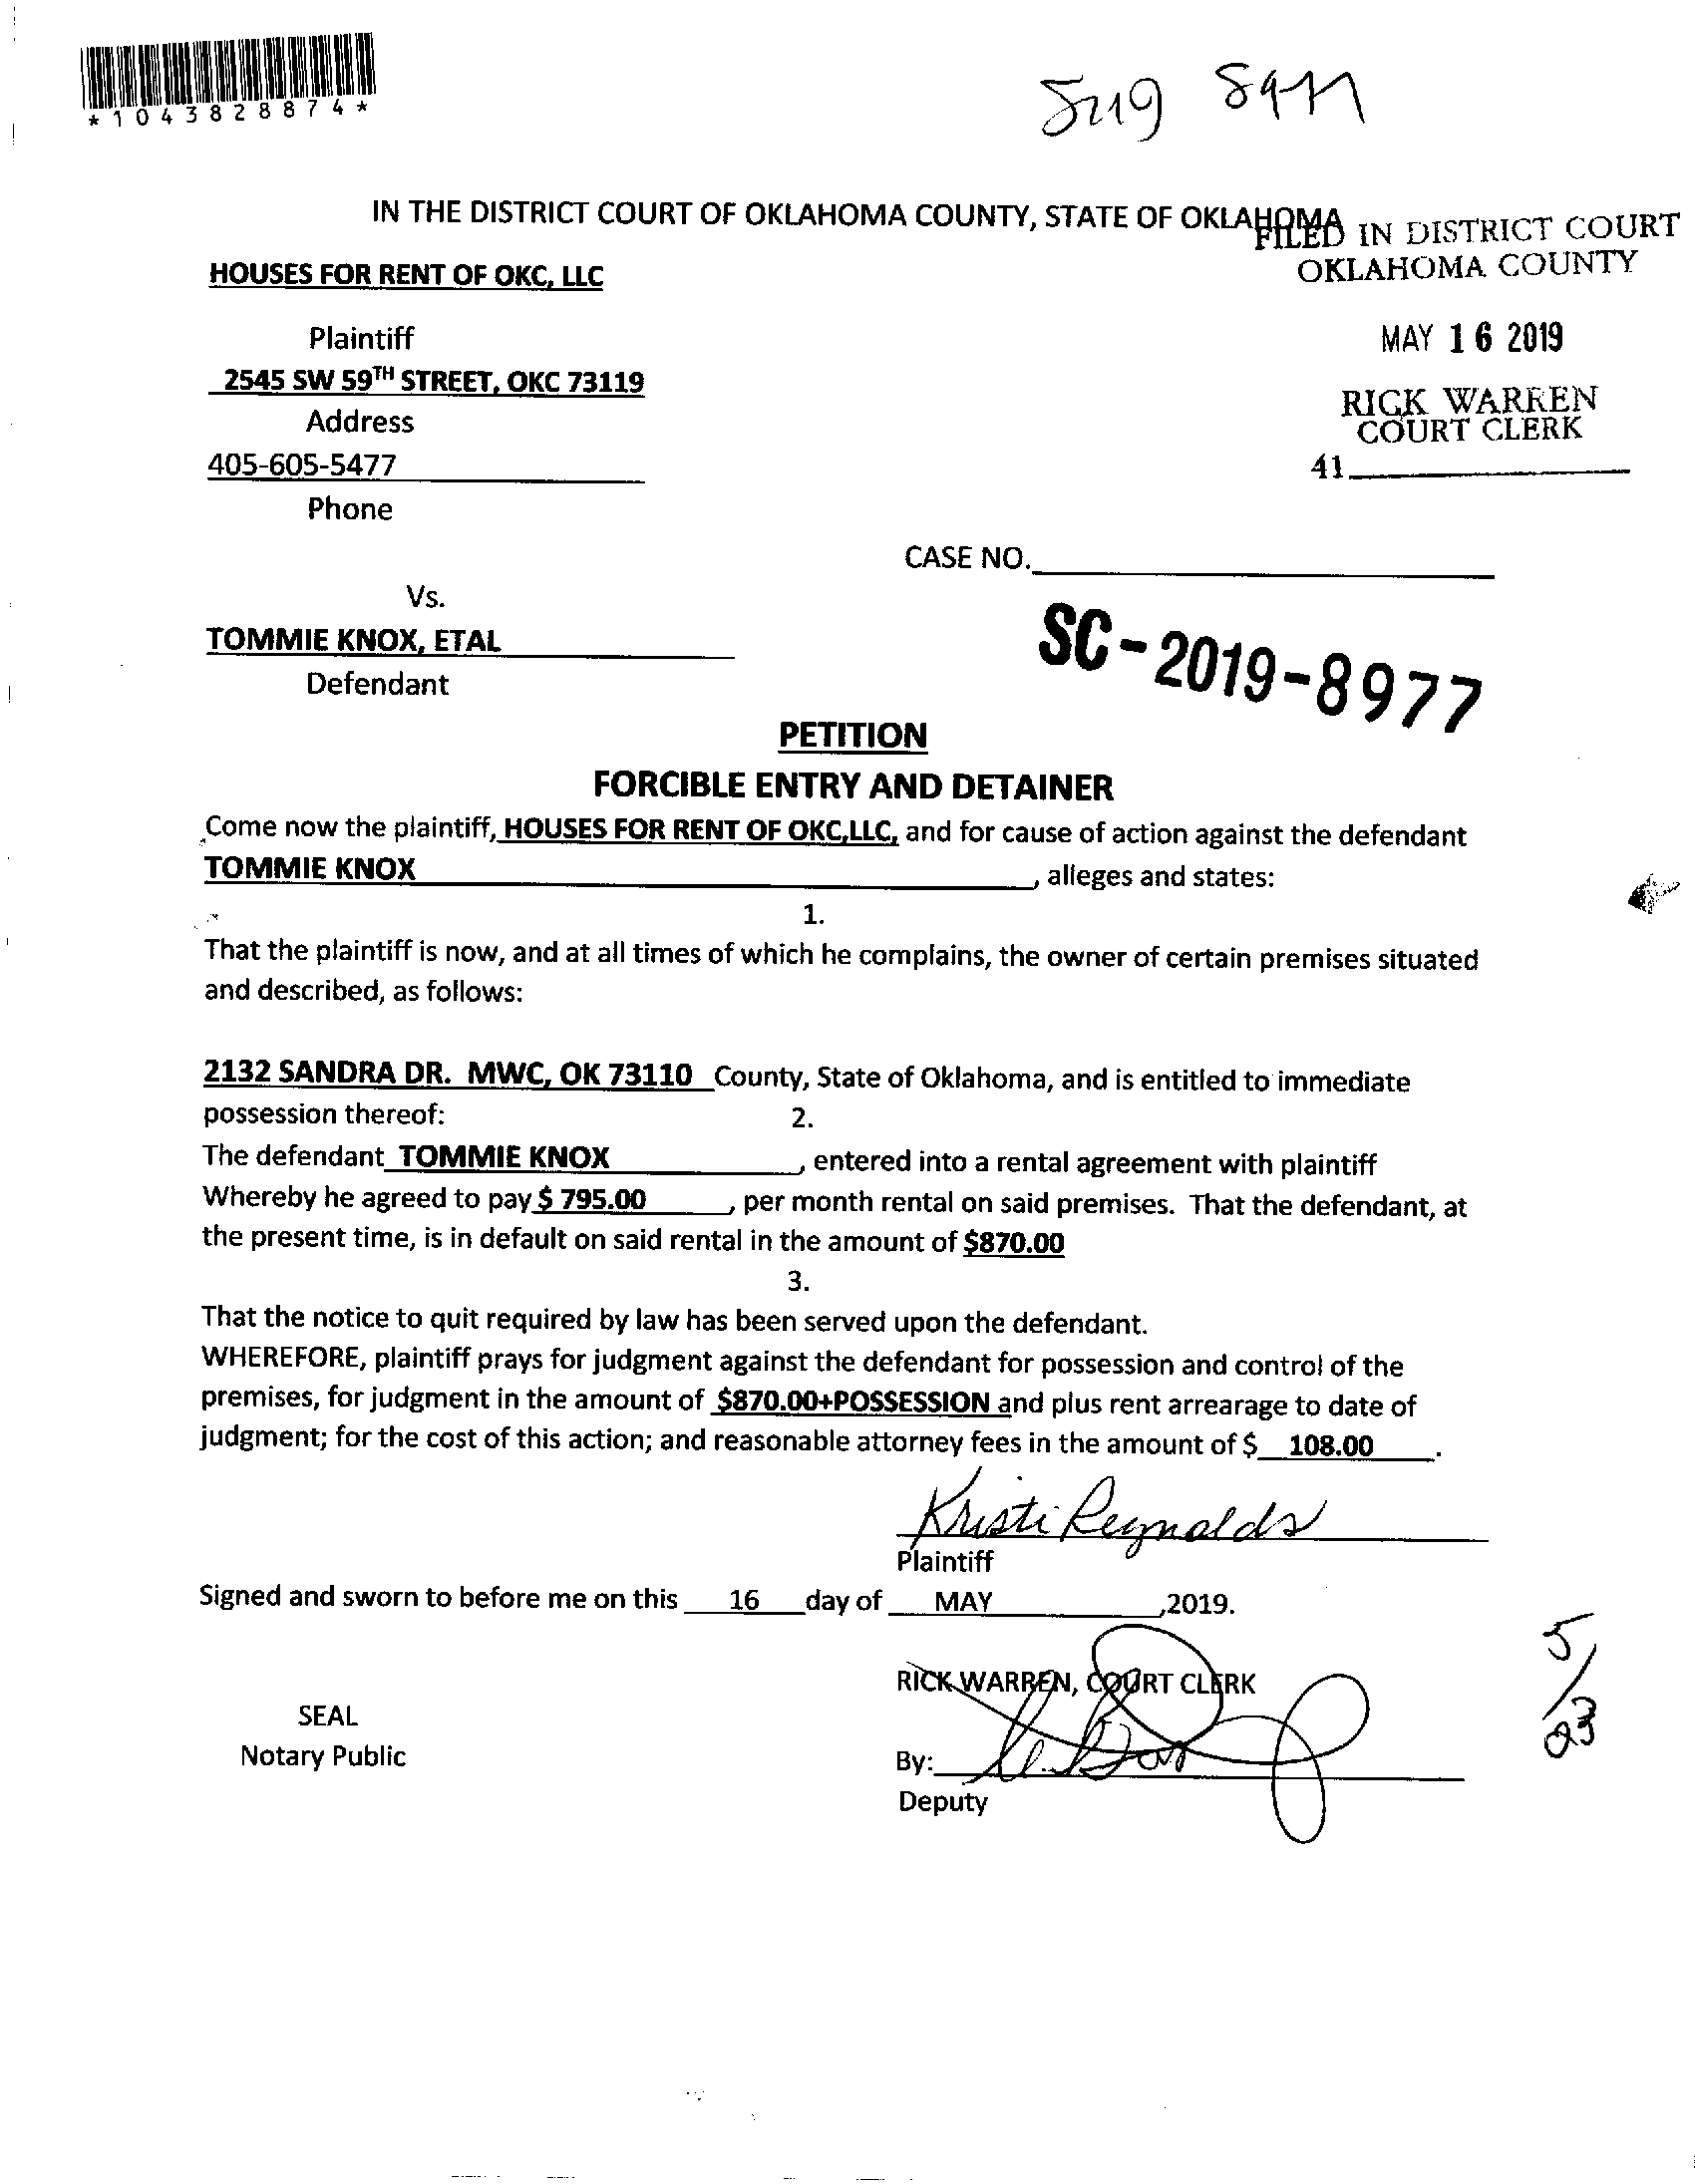 *1043828874*
IN THE DISTRICT COURT OF OKLAHOMA COUNTY, STATE OF OKLAHOMA
FILED IN DISTRICT COURT
OKLAHOMA COUNTY
MAY 16 2019
RICK WARREN
COURT CLERK
41
HOUSES FOR RENT OF OKC, LLC
Plaintiff
2545 SW 59TH STREET, OKC 73119
Address
405-605-5477
Phone
CASE NO.
SC-2019-8977
Vs.
TOMMIE KNOX, ETAL
Defendant
PETITION
FORCIBLE ENTRY AND DETAINER
Come now the plaintiff, HOUSES FOR RENT OF OKC,LLC, and for cause of action against the defendant
TOMMIE KNOX, alleges and states:
1.
That the plaintiff is now, and at all times of which he complains, the owner of certain premises situated
and described, as follows:
2132 SANDRA DR. MWC, OK 73110 County, State of Oklahoma, and is entitled to immediate
possession thereof:
2.
The defendant TOMMIE KNOX, entered into a rental agreement with plaintiff
Whereby he agreed to pay $ 795.00, per month rental on said premises. That the defendant, at
the present time, is in default on said rental in the amount of $870.00
3.
That the notice to quit required by law has been served upon the defendant.
WHEREFORE, plaintiff prays for judgment against the defendant for possession and control of the
premises, for judgment in the amount of $870.00+POSSESSION and plus rent arrearage to date of
judgment; for the cost of this action; and reasonable attorney fees in the amount of $ 108.00.
Kristi Reynolds
Plaintiff
Signed and sworn to before me on this 16 day of MAY,2019.
5/23
RICK WARREN, COURT CLERK
SEAL
Notary Public
By:
Deputy